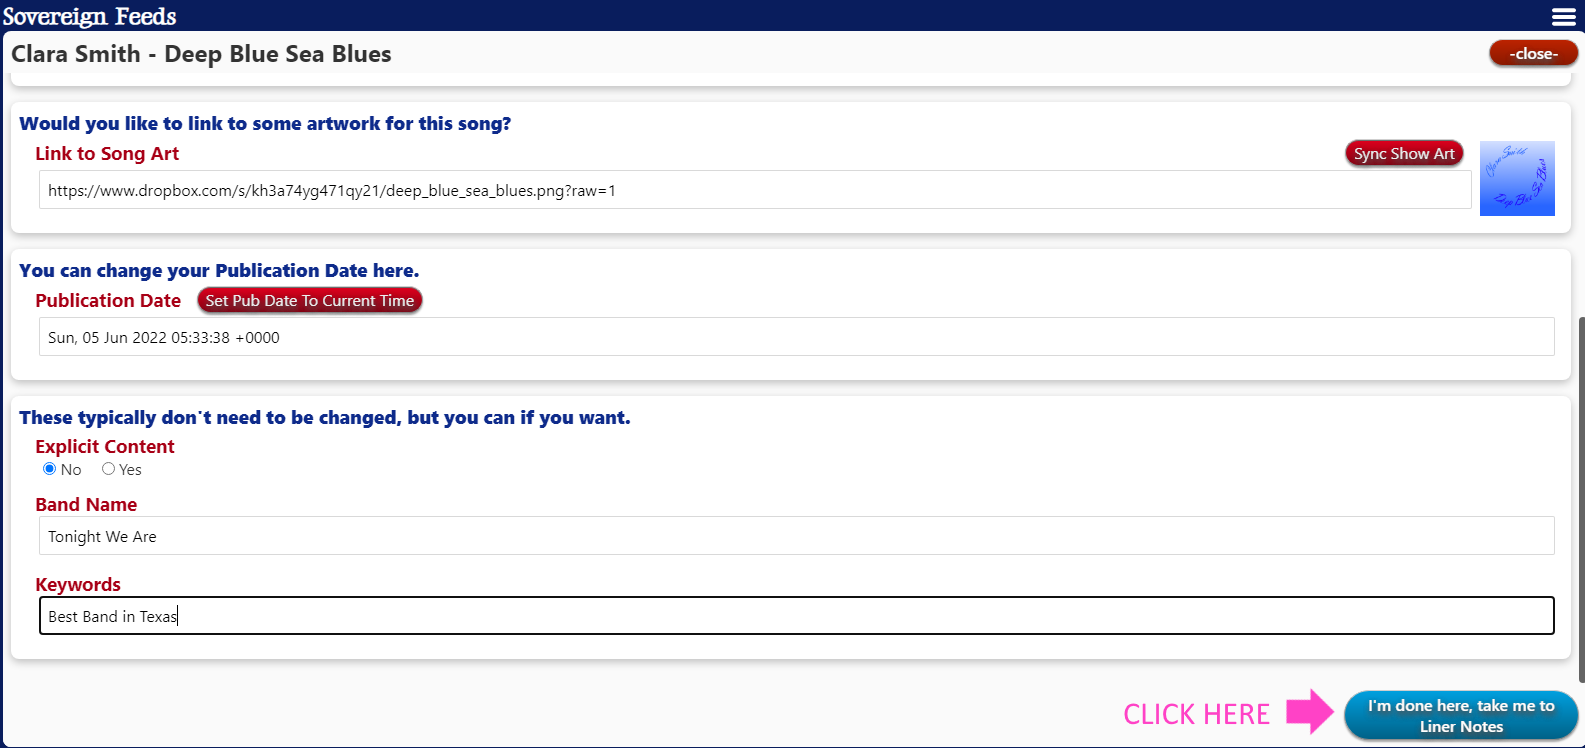 Sovereign Feeds
Clara Smith - Deep Blue Sea Blues
-close-
Would you like to link to some artwork for this song?
Link to Song Art
Sync Show Art
https://www.dropbox.com/s/kh3a74yg471qy21/deep_blue_sea_blues.png?raw=1
Clara Smith
Deep Blue Sea Blues
You can change your Publication Date here.
Publication Date
Set Pub Date To Current Time
Sun, 05 Jun 2022 05:33:38 +0000
These typically don't need to be changed, but you can if you want.
Explicit Content
No Yes
Band Name
Tonight We Are
Keywords
Best Band in Texas
CLICK HERE
I'm done here, take me to
Liner Notes